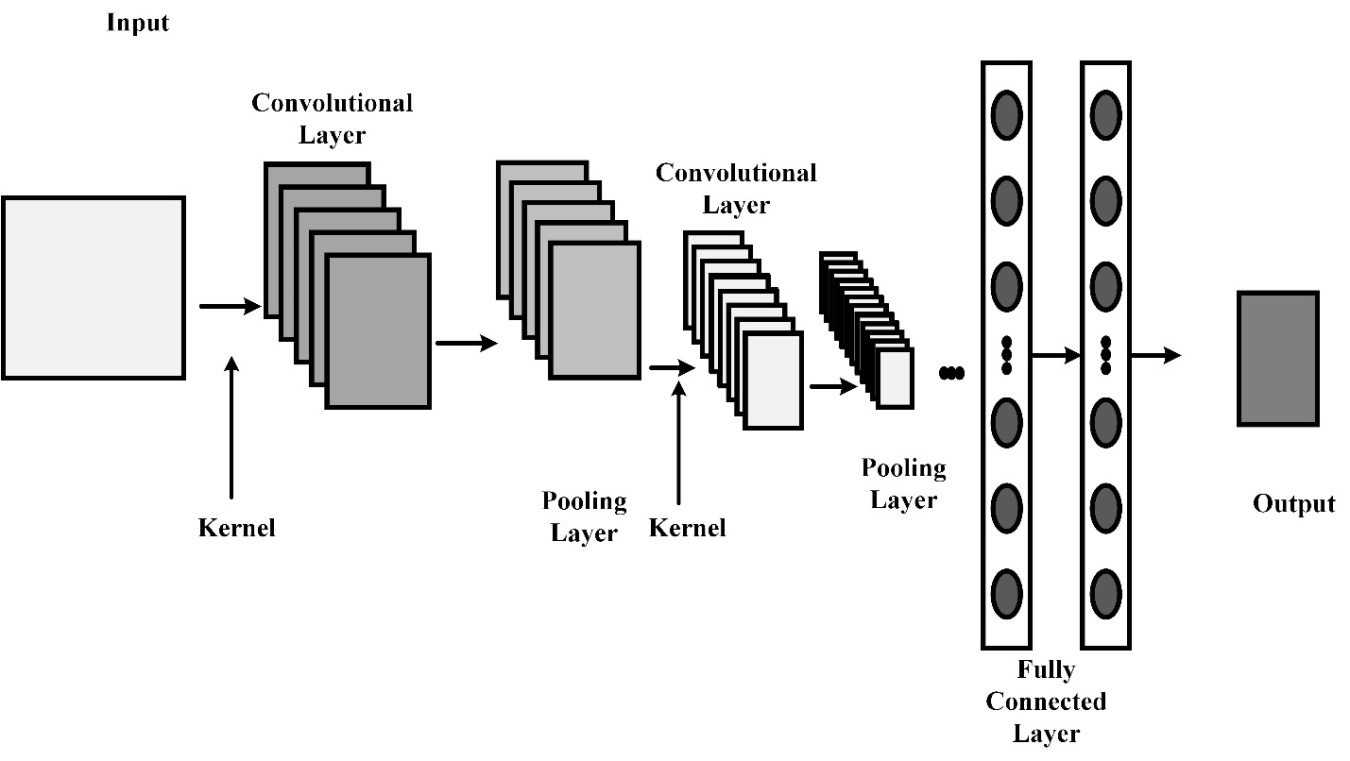 Input
Convolutional
Layer
Convolutional
Layer
Pooling
Layer
Kernel
Pooling
Layer
Kernel
Output
Fully
Connected
Layer